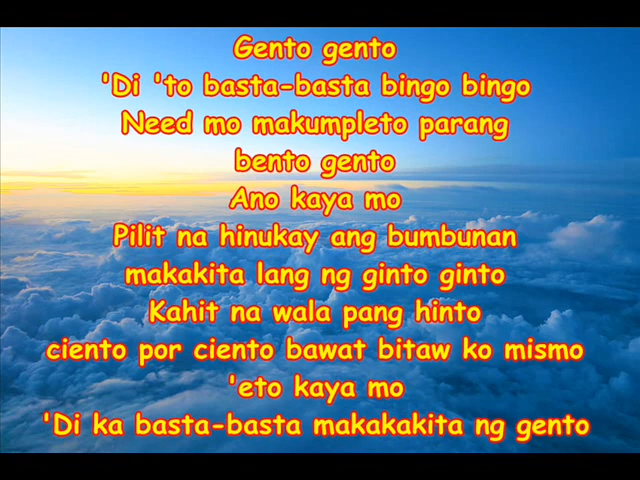 Gento gento
'Di 'to basta-basta bingo bingo
Need mo makumpleto parang
bento gento
Ano kaya mo
Pilit na hinukay ang bumbunan
makakita lang ng ginto ginto
Kahit na wala pang hinto
ciento por ciento bawat bitaw ko mismo
'eto kaya mo
'Di ka basta-basta makakakita ng gento